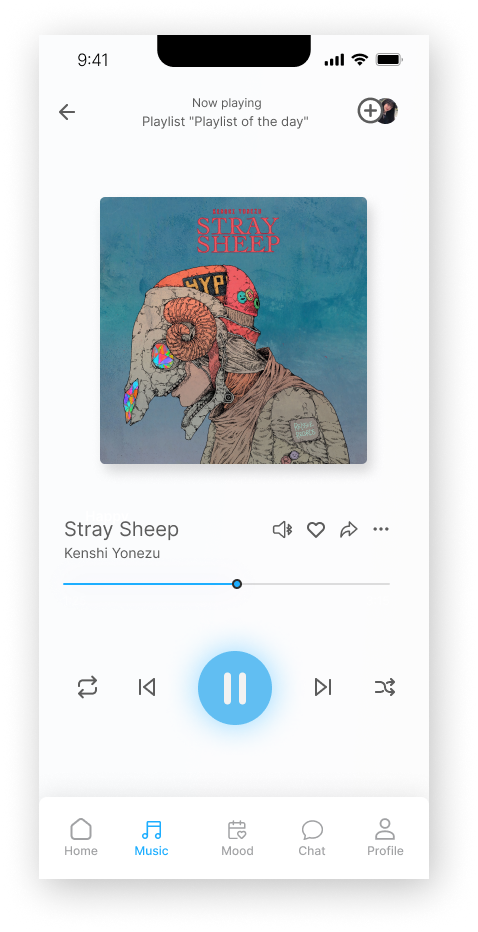 9:41
Now playing
Playlist "Playlist of the day"
KENSHI YONEZU
STRAY
SHEEP
HYP
Stray Sheep
Kenshi Yonezu
Home
Music
Mood
Chat
Profile